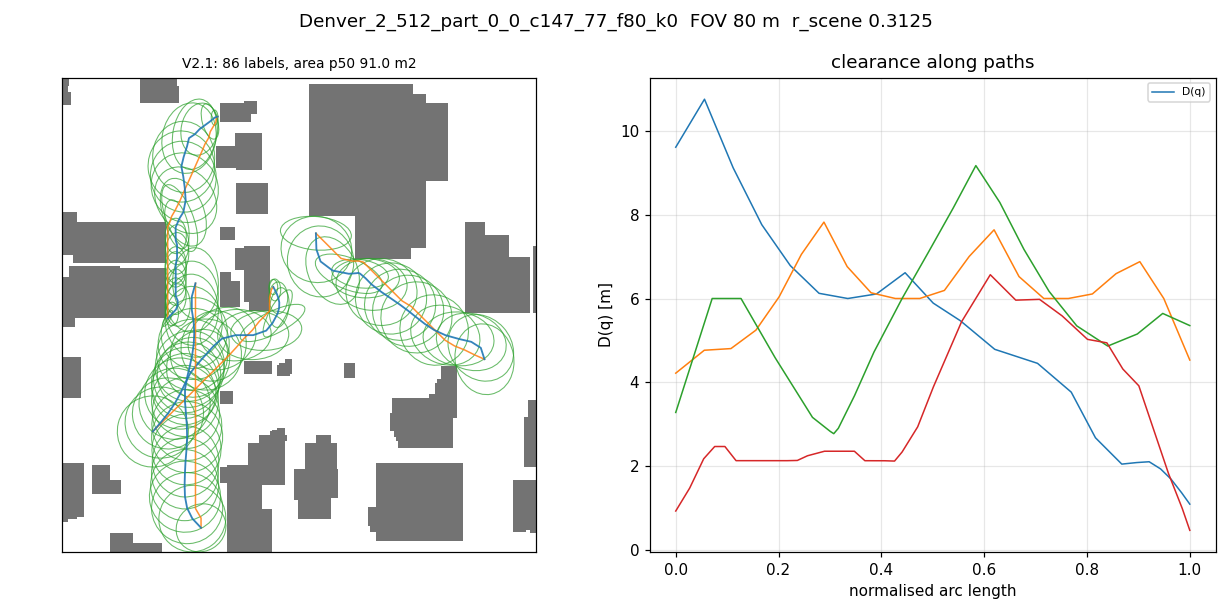 Denver_2_512_part_0_0_c147_77_f80_k0  FOV 80 m  r_scene 0.3125
V2.1: 86 labels, area p50 91.0 m2
clearance along paths
D(q)
D(q) [m]
10
8
6
4
2
0
0.0 0.2 0.4 0.6 0.8 1.0
normalised arc length